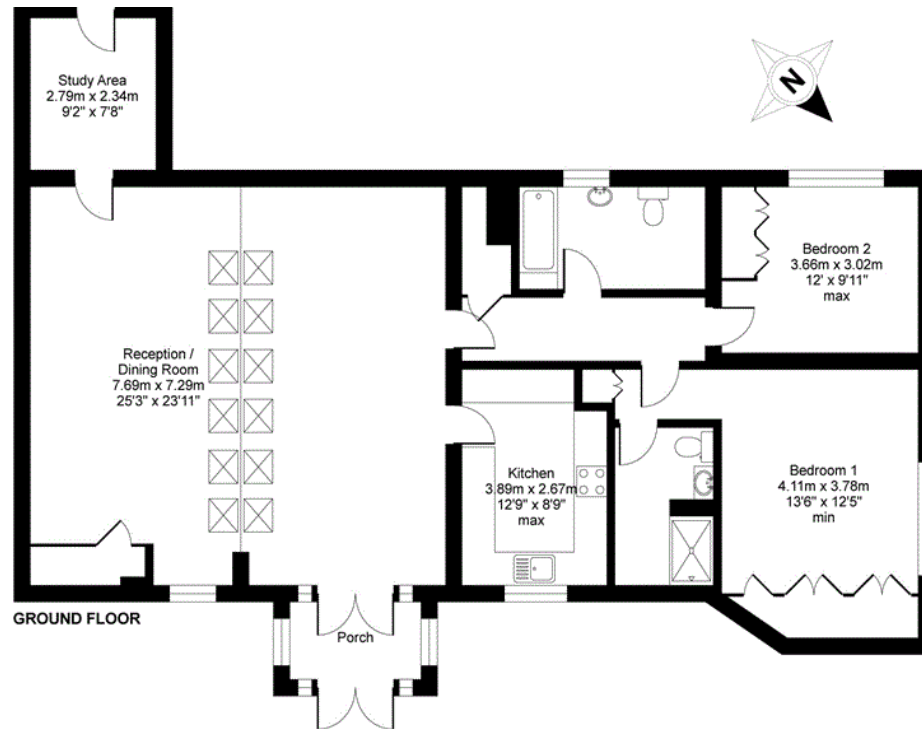 Study Area
2.79m x 2.34m
9'2" x 7'8"
N
Bedroom 2
3.66m x 3.02m
12' x 9'11"
max
Reception /
Dining Room
7.69m x 7.29m
25'3" x 23'11"
Kitchen
3.89m x 2.67m
12'9" x 8'9"
max
Bedroom 1
4.11m x 3.78m
13'6" x 12'5"
min
GROUND FLOOR
Porch